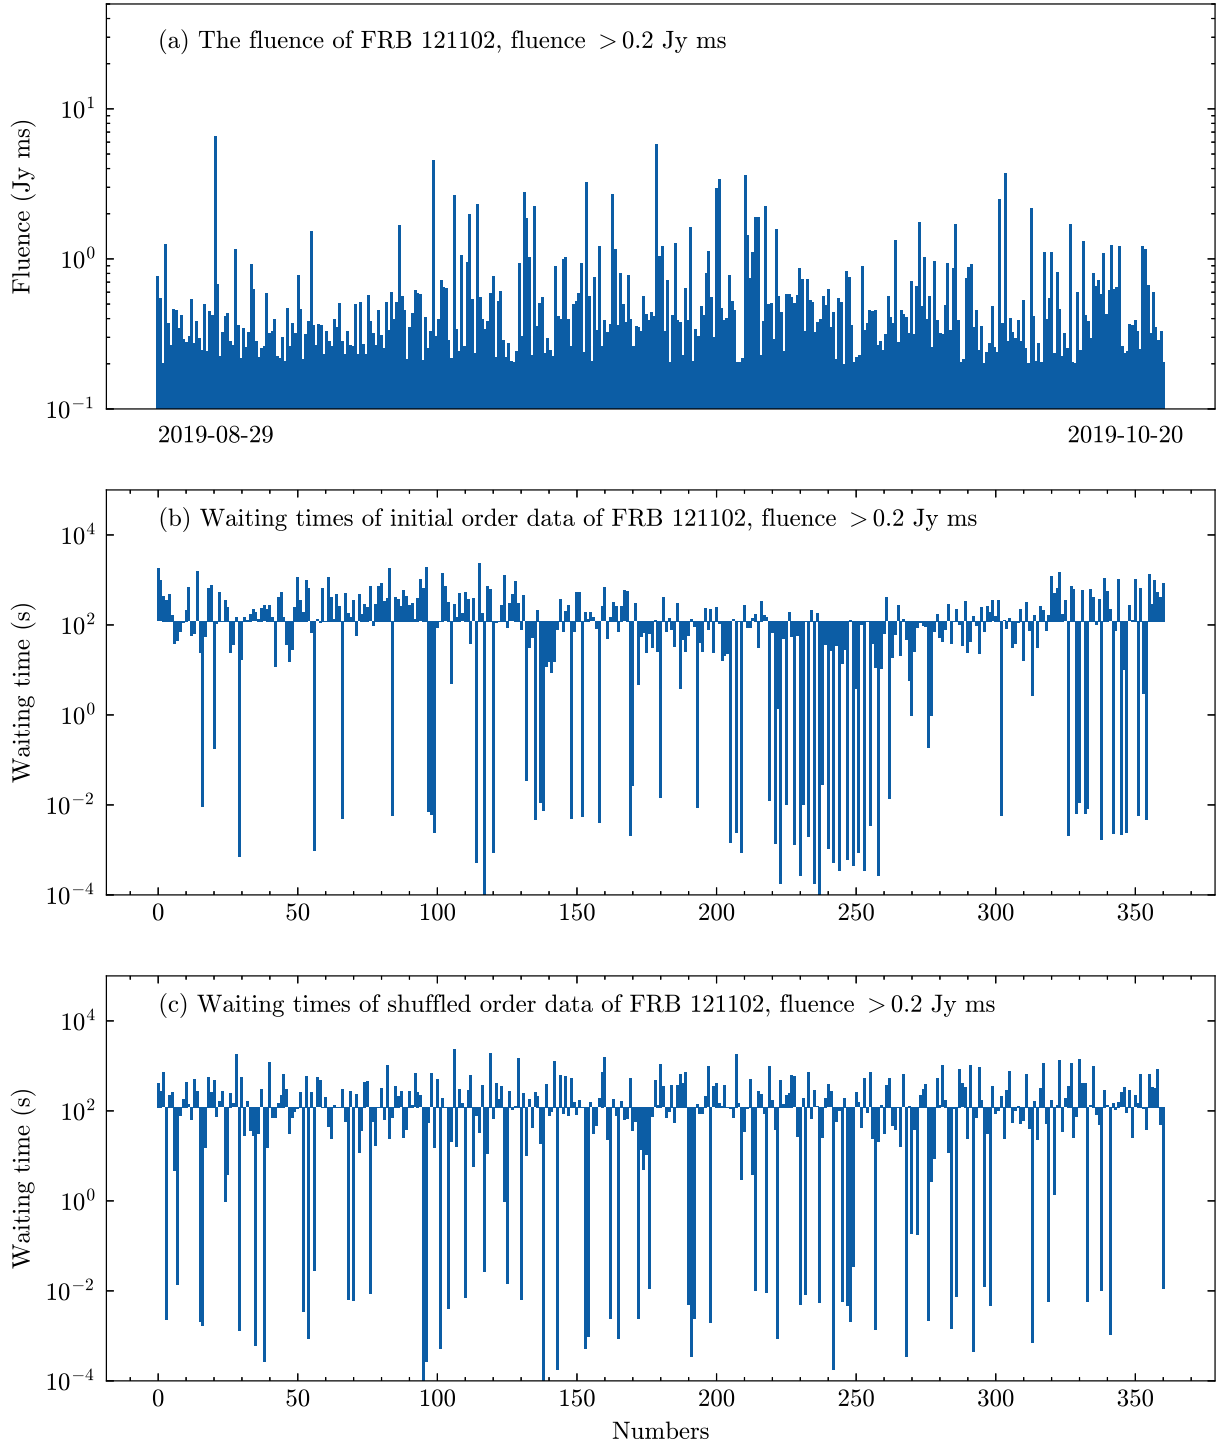 (a) The fluence of FRB 121102, fluence > 0.2 Jy ms
Fluence (Jy ms)
10^1
10^0
10^−1
2019-08-29 2019-10-20
(b) Waiting times of initial order data of FRB 121102, fluence > 0.2 Jy ms
Waiting time (s)
10^4
10^2
10^0
10^−2
10^−4
0 50 100 150 200 250 300 350
(c) Waiting times of shuffled order data of FRB 121102, fluence > 0.2 Jy ms
Waiting time (s)
10^4
10^2
10^0
10^−2
10^−4
0 50 100 150 200 250 300 350
Numbers